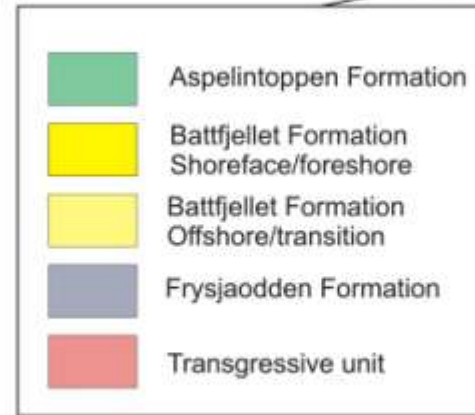 Aspelintoppen Formation
Battfjellet Formation
Shoreface/foreshore
Battfjellet Formation
Offshore/transition
Frysjaodden Formation
Transgressive unit